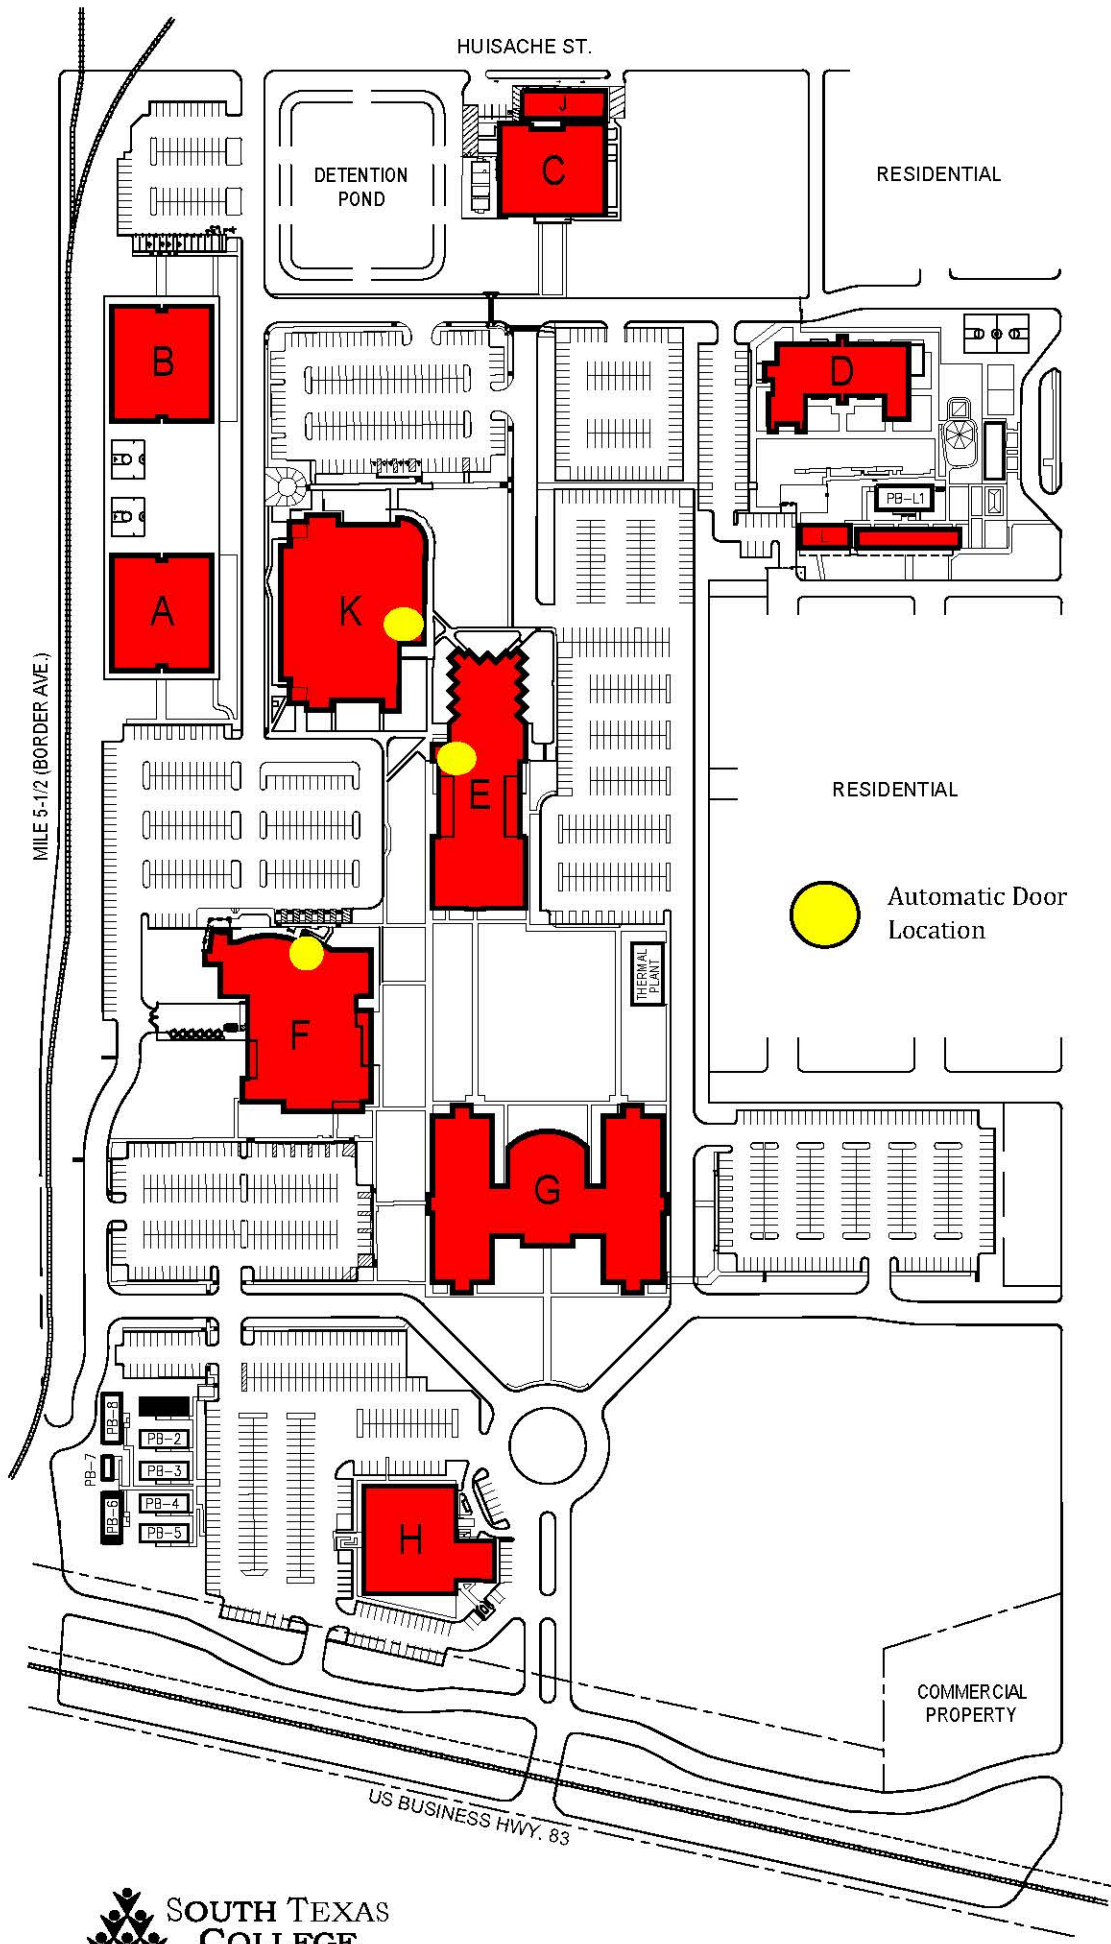 HUISACHE ST.
J
C
DETENTION
POND
RESIDENTIAL
B
D
PB-L1
L
A
K
MILE 5-1/2 (BORDER AVE.)
E
RESIDENTIAL
Automatic Door
Location
THERMAL
PLANT
F
G
PB-8
PB-2
PB-7
PB-3
PB-6
PB-4
PB-5
H
COMMERCIAL
PROPERTY
US BUSINESS HWY. 83
SOUTH TEXAS
COLLEGE